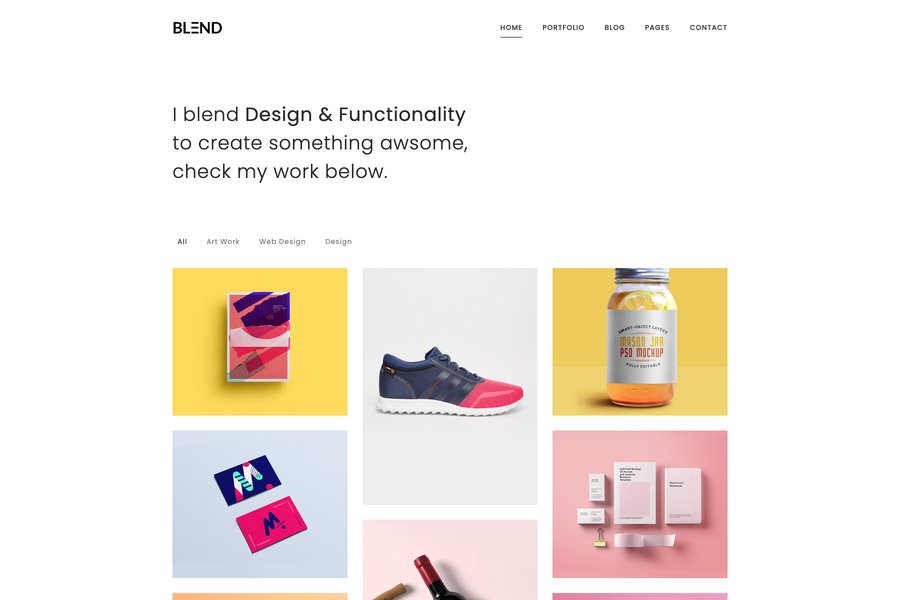 BLEND
HOME PORTFOLIO BLOG PAGES CONTACT
I blend Design & Functionality
to create something awsome,
check my work below.
All Art Work Web Design Design
SMART-OBJECT LAYERS
MASON JAR
PSD MOCKUP
FULLY EDITABLE
M